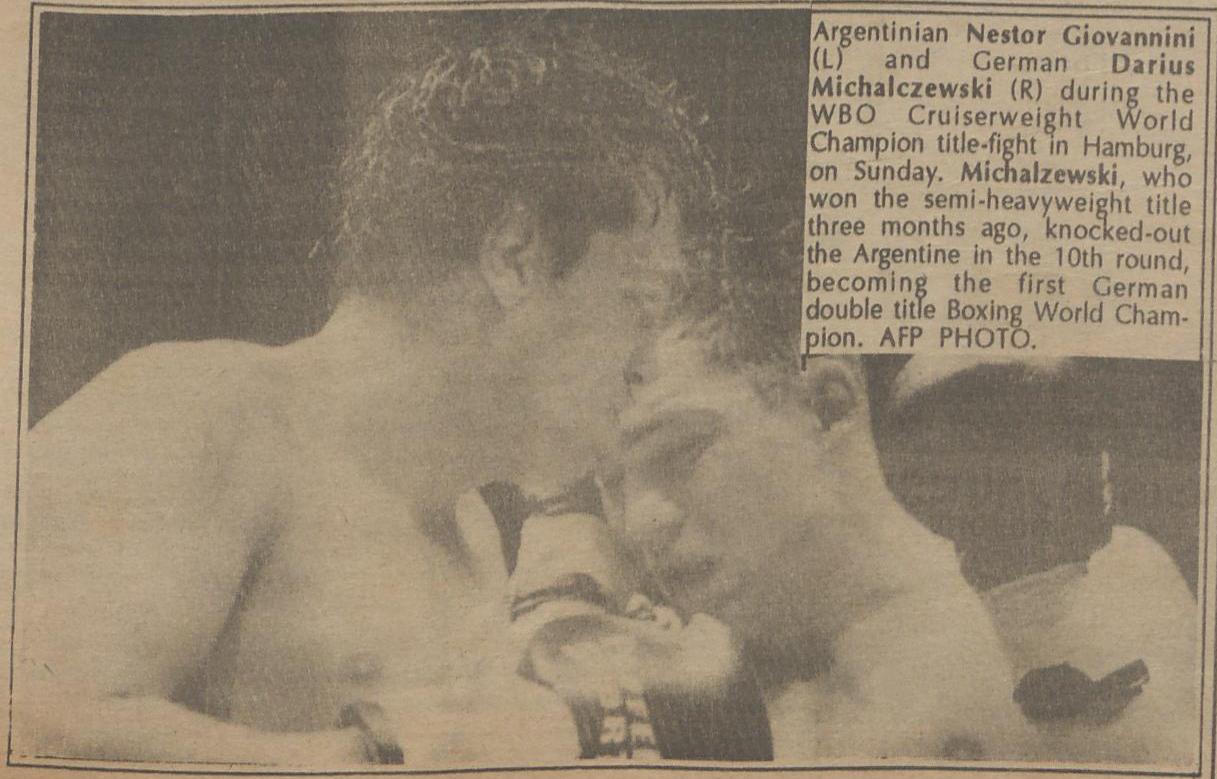 Argentinian Nestor Giovannini
(L) and German Darius
Michalczewski (R) during the
WBO Cruiserweight World
Champion title-fight in Hamburg,
on Sunday. Michalzewski, who
won the semi-heavyweight title
three months ago, knocked-out
the Argentine in the 10th round,
becoming the first German
double title Boxing World Cham-
pion. AFP PHOTO.